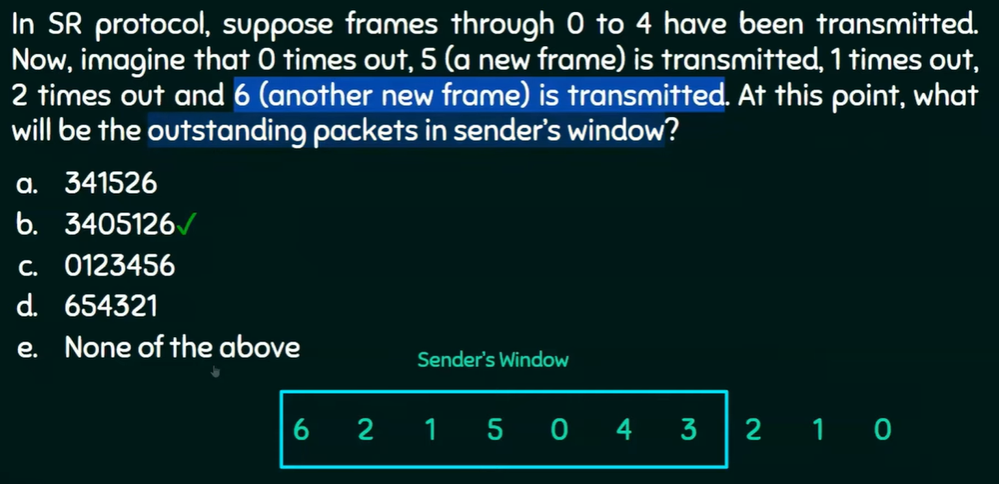 In SR protocol, suppose frames through 0 to 4 have been transmitted.
Now, imagine that 0 times out, 5 (a new frame) is transmitted, 1 times out,
2 times out and 6 (another new frame) is transmitted. At this point, what
will be the outstanding packets in sender's window?
a. 341526
b. 3405126✓
c. 0123456
d. 654321
e. None of the above
Sender's Window
6 2 1 5 0 4 3 2 1 0